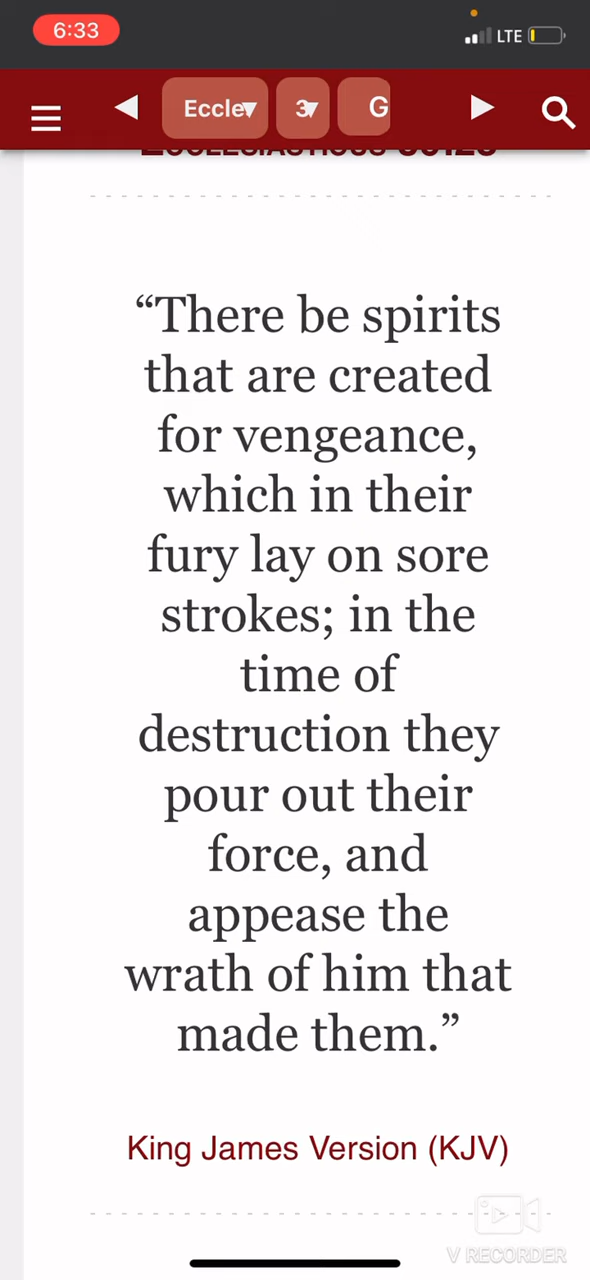 6:33
LTE
Eccle
3
G
“There be spirits
that are created
for vengeance,
which in their
fury lay on sore
strokes; in the
time of
destruction they
pour out their
force, and
appease the
wrath of him that
made them.”
King James Version (KJV)
V RECORDER